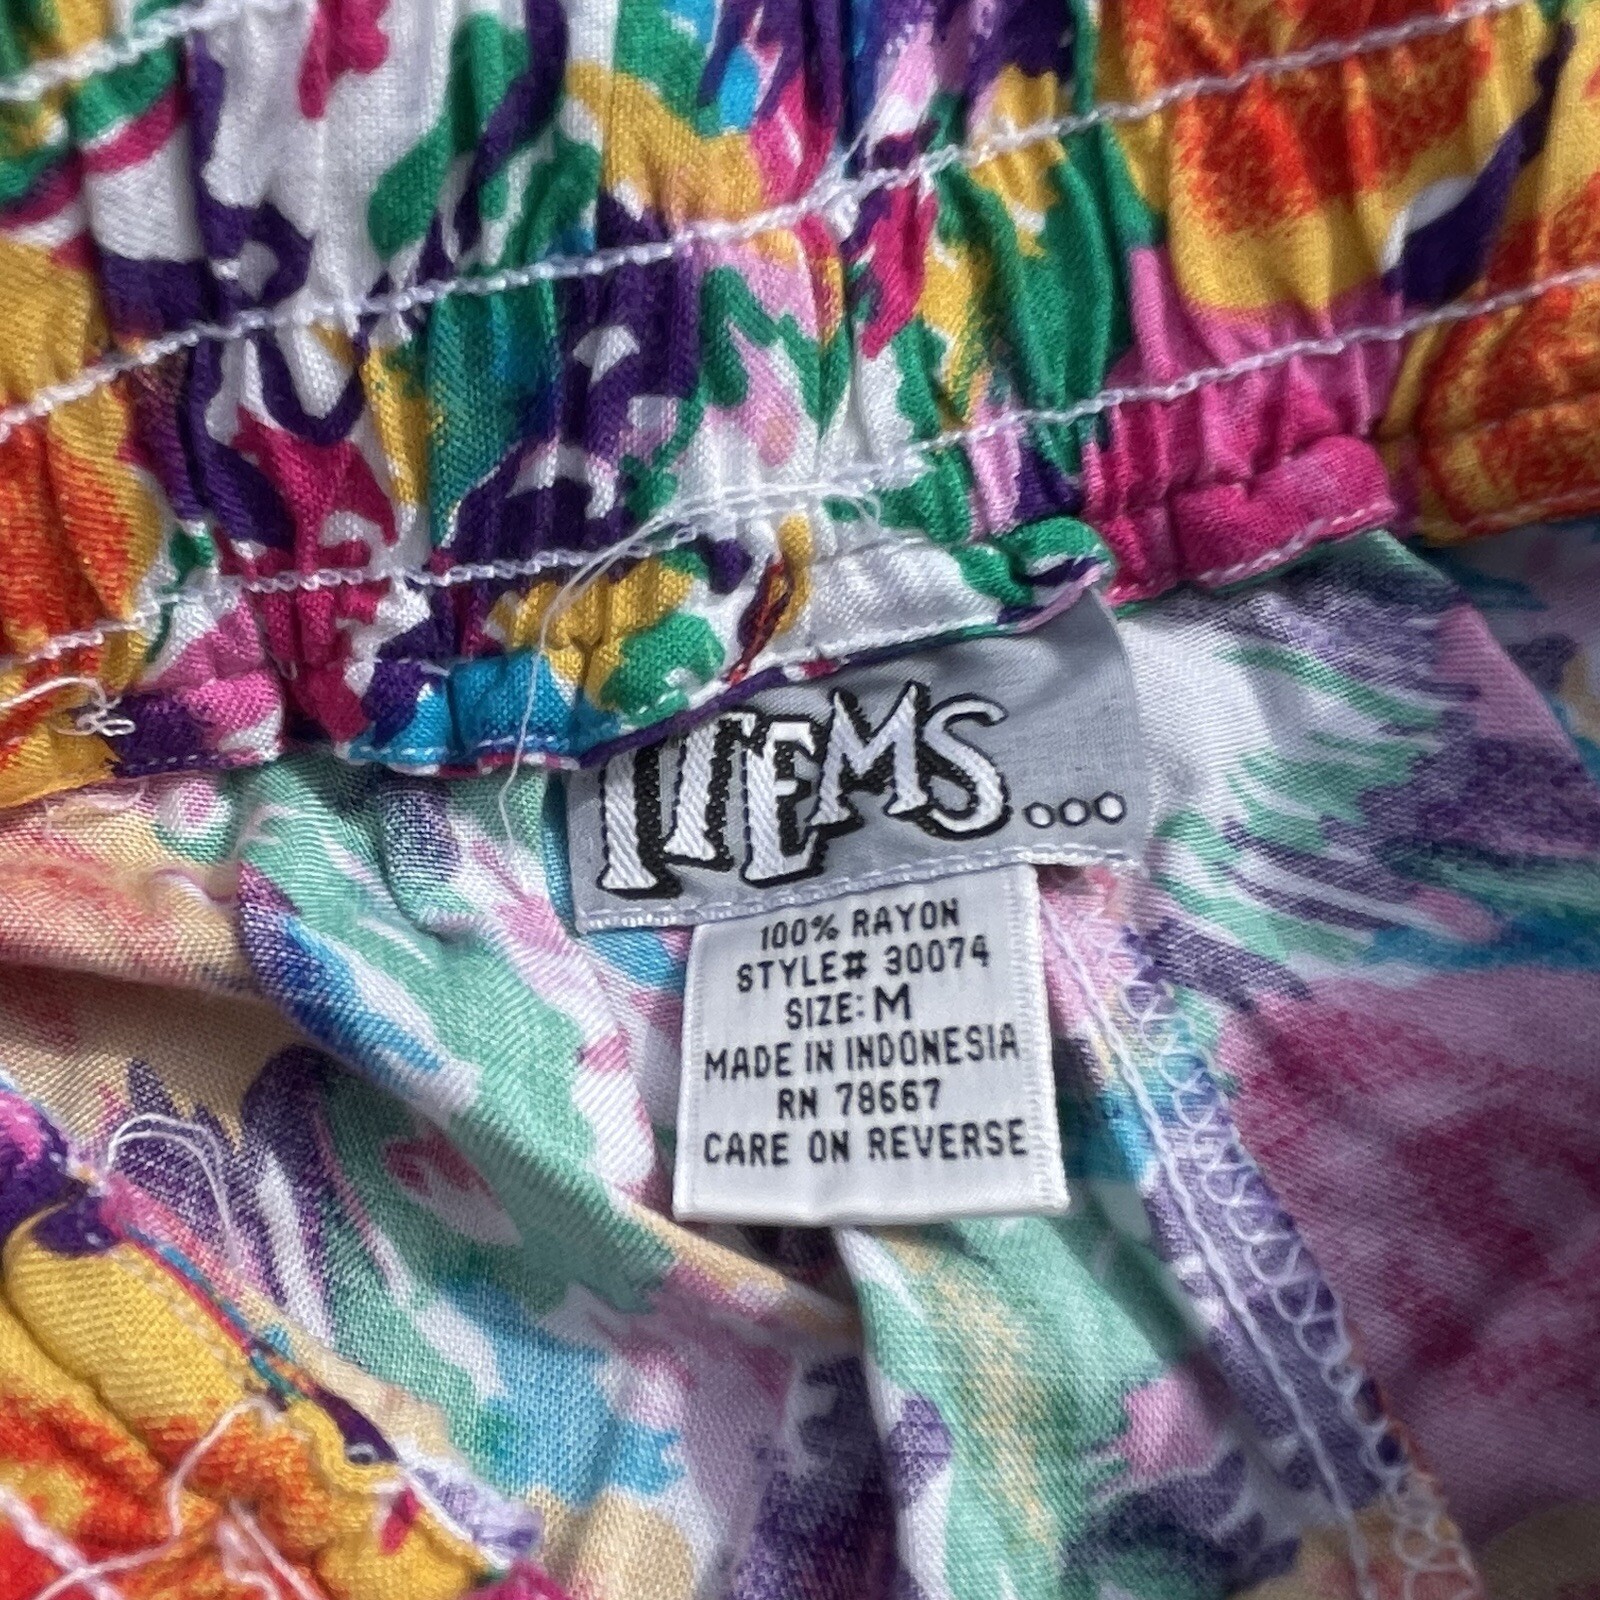 ITEMS...
100% RAYON
STYLE# 30074
SIZE: M
MADE IN INDONESIA
RN 78667
CARE ON REVERSE